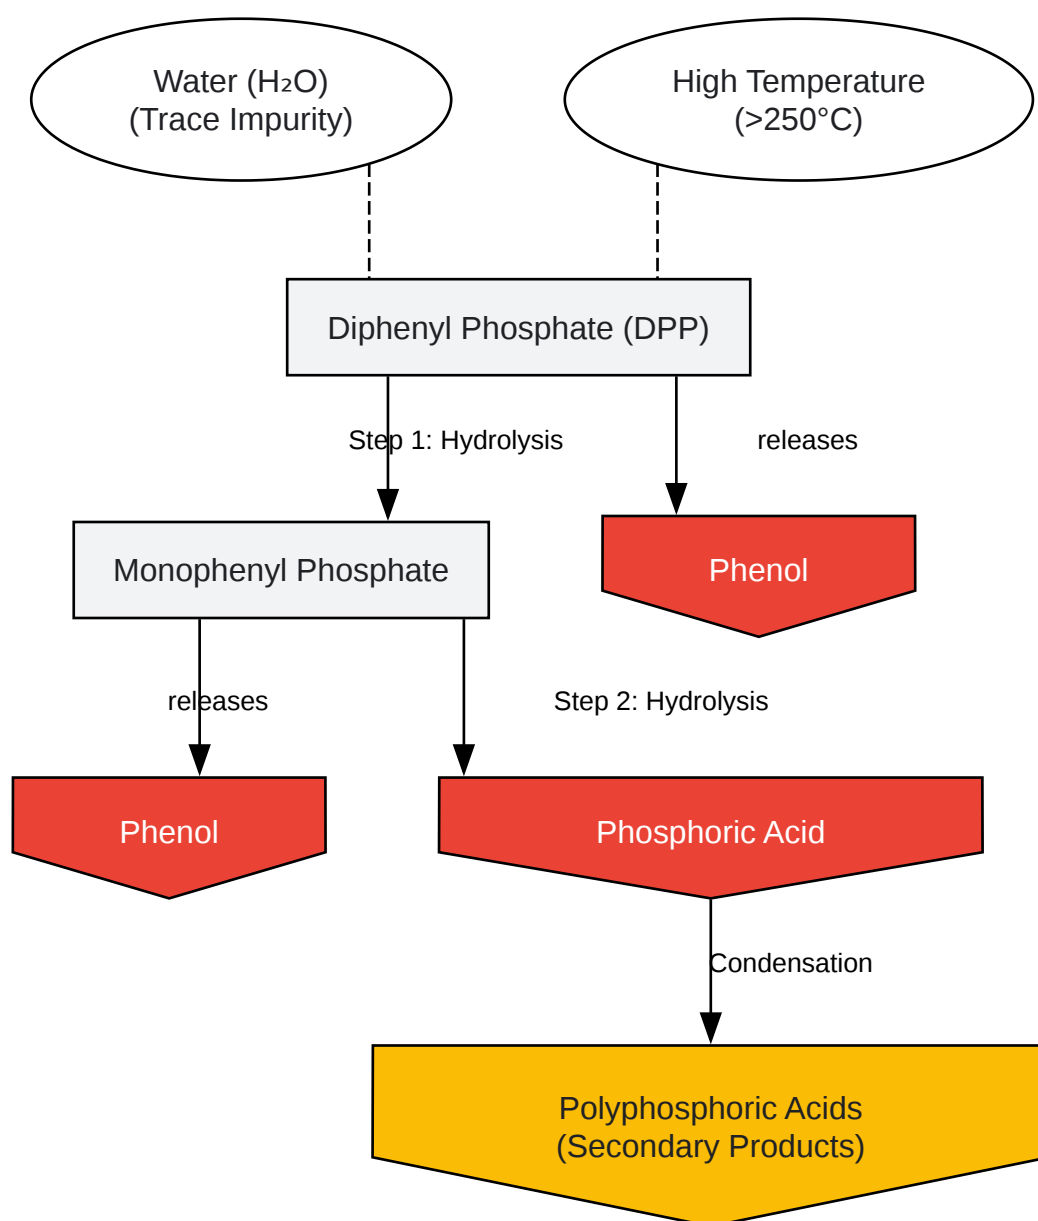 Water (H₂O)
(Trace Impurity)
High Temperature
(>250°C)
Diphenyl Phosphate (DPP)
Step 1: Hydrolysis
releases
Monophenyl Phosphate
Phenol
releases
Step 2: Hydrolysis
Phenol
Phosphoric Acid
Condensation
Polyphosphoric Acids
(Secondary Products)